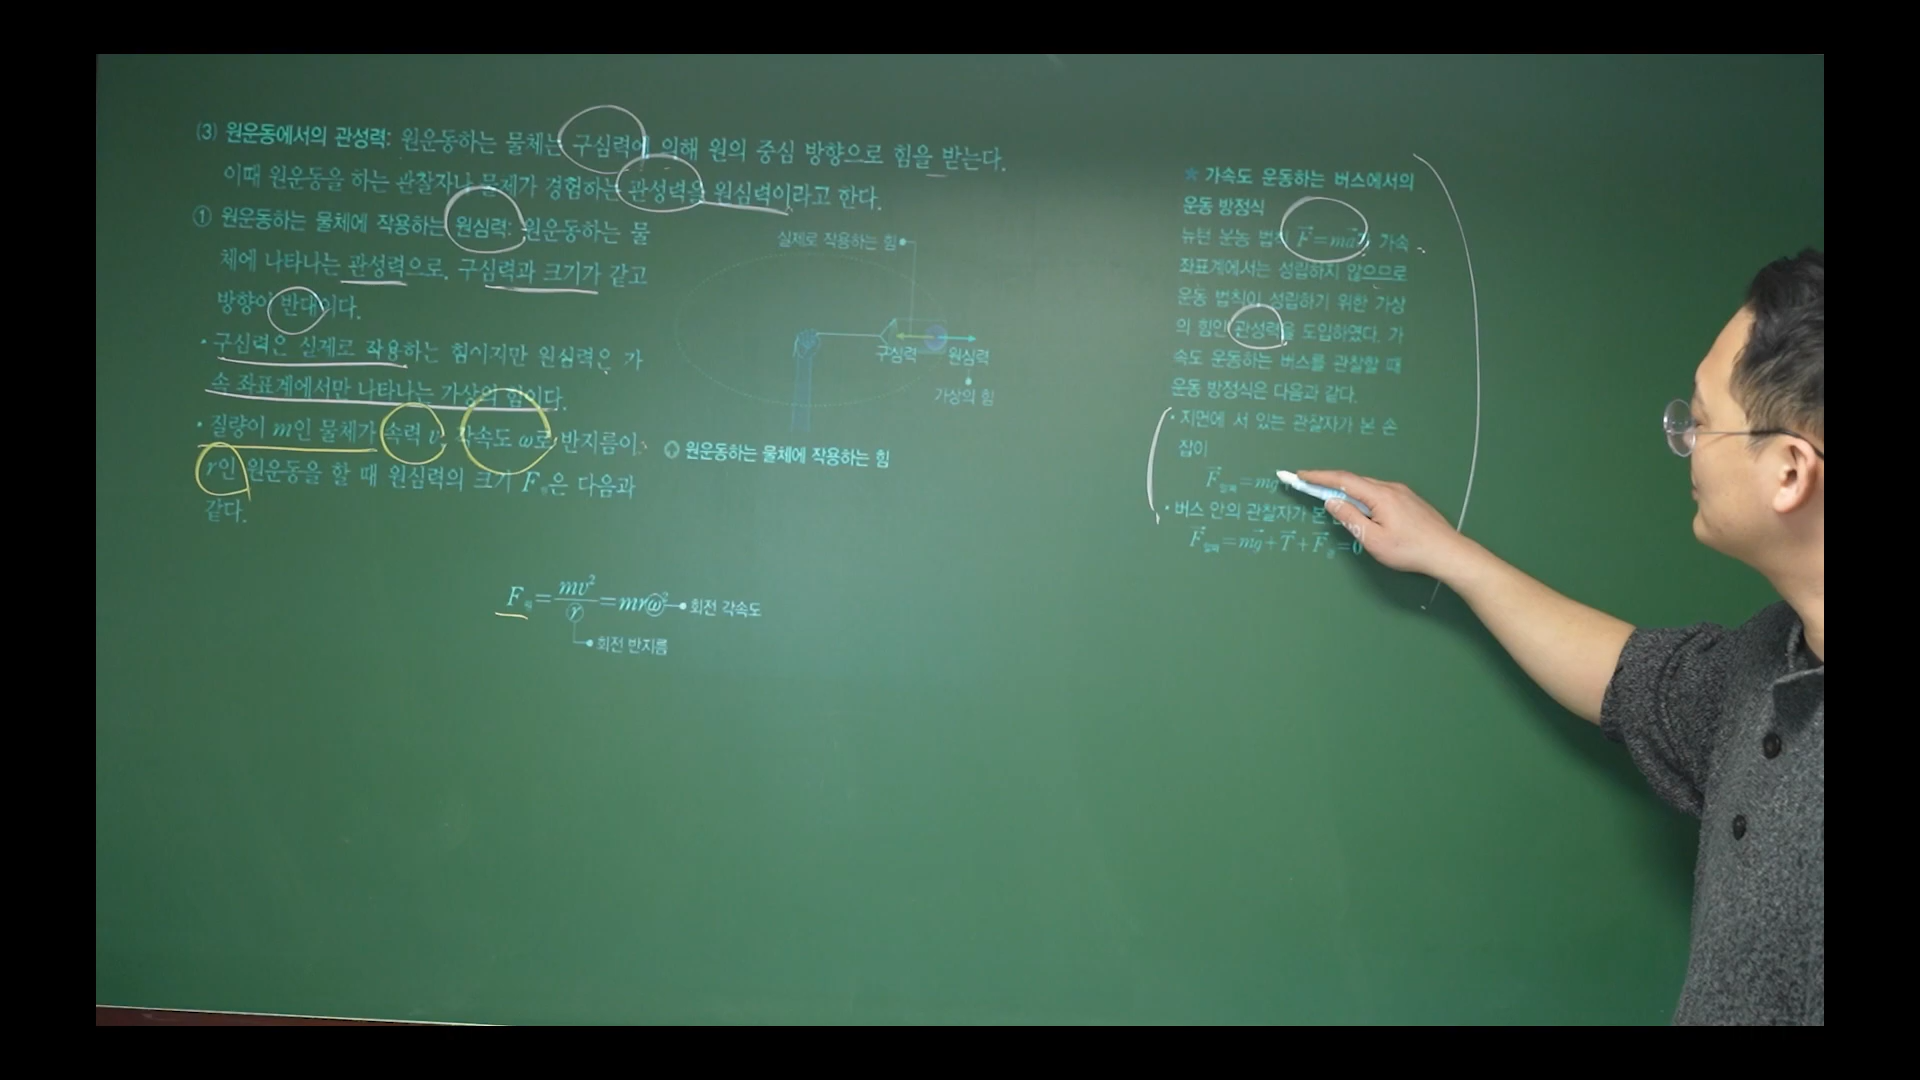 (3) 원운동에서의 관성력: 원운동하는 물체는 구심력에 의해 원의 중심 방향으로 힘을 받는다.
이때 원운동을 하는 관찰자나 물체가 경험하는 관성력을 원심력이라고 한다.
① 원운동하는 물체에 작용하는 원심력: 원운동하는 물
체에 나타나는 관성력으로, 구심력과 크기가 같고
방향이 반대이다.
• 구심력은 실제로 작용하는 힘이지만 원심력은 가
속 좌표계에서만 나타나는 가상의 힘이다.
• 질량이 m인 물체가 속력 v, 각속도 ω로 반지름이
r인 원운동을 할 때 원심력의 크기 F은 다음과
같다.
F = mv²/r = mrω² 회전 각속도
회전 반지름
실제로 작용하는 힘
구심력 원심력
가상의 힘
원운동하는 물체에 작용하는 힘
★ 가속도 운동하는 버스에서의
운동 방정식
뉴턴 운동 법칙 F=ma 가속
좌표계에서는 성립하지 않으므로
운동 법칙이 성립하기 위한 가상
의 힘인 관성력을 도입하였다. 가
속도 운동하는 버스를 관찰할 때
운동 방정식은 다음과 같다.
• 지면에 서 있는 관찰자가 본 손
잡이
F = mg
• 버스 안의 관찰자가 본
F = mg + T + F = 0